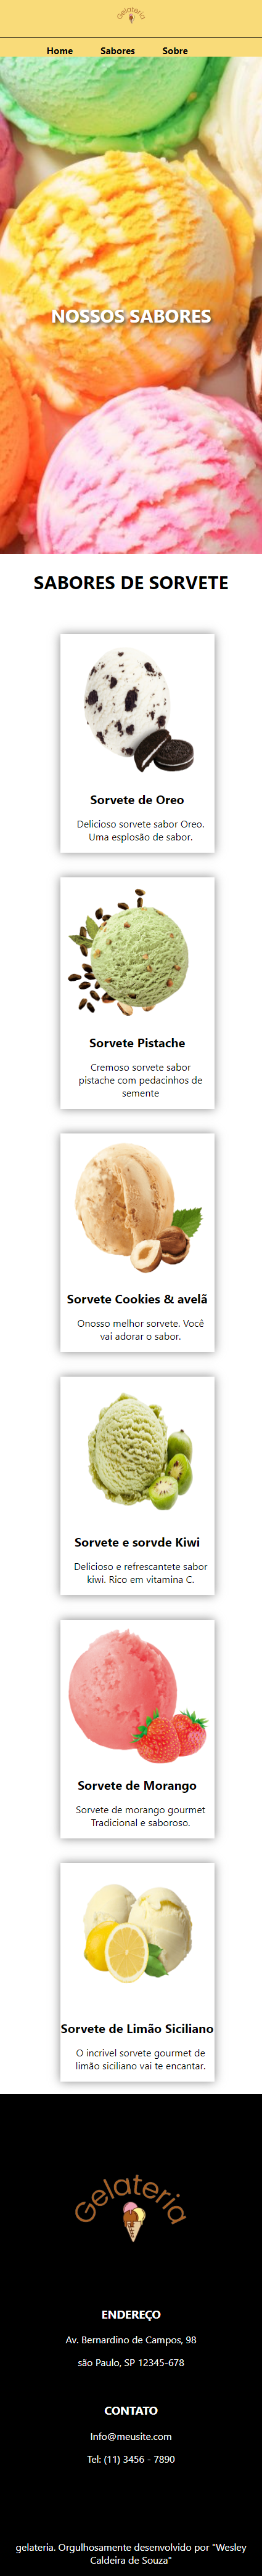 Gelateria
Home Sabores Sobre
NOSSOS SABORES
SABORES DE SORVETE
Sorvete de Oreo
Delicioso sorvete sabor Oreo.
Uma esplosão de sabor.
Sorvete Pistache
Cremoso sorvete sabor
pistache com pedacinhos de
semente
Sorvete Cookies & avelã
Onosso melhor sorvete. Você
vai adorar o sabor.
Sorvete e sorvde Kiwi
Delicioso e refrescantete sabor
kiwi. Rico em vitamina C.
Sorvete de Morango
Sorvete de morango gourmet
Tradicional e saboroso.
Sorvete de Limão Siciliano
O incrivel sorvete gourmet de
limão siciliano vai te encantar.
Gelateria
ENDEREÇO
Av. Bernardino de Campos, 98
são Paulo, SP 12345-678
CONTATO
Info@meusite.com
Tel: (11) 3456 - 7890
gelateria. Orgulhosamente desenvolvido por "Wesley
Caldeira de Souza"